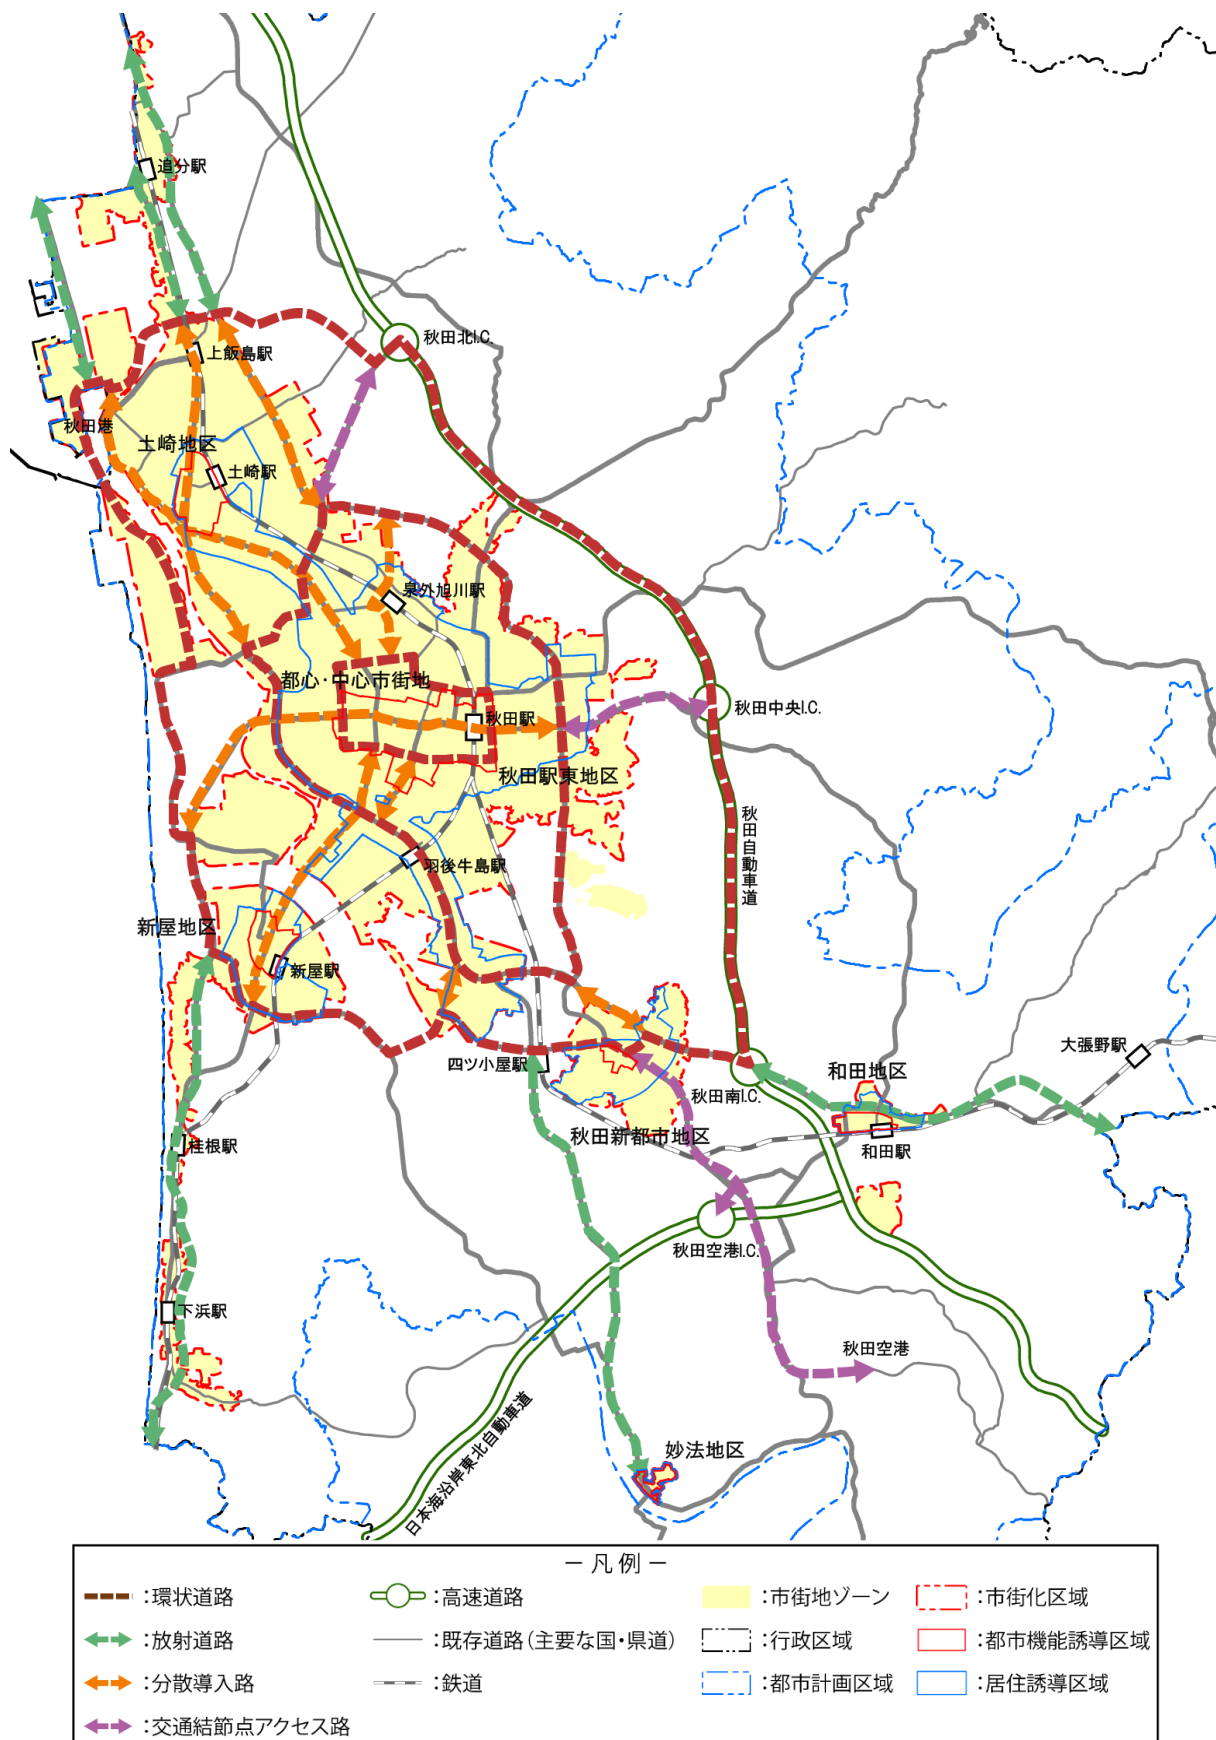 追分駅
秋田北I.C.
上飯島駅
秋田港
土崎地区
土崎駅
泉外旭川駅
都心・中心市街地
秋田駅
秋田中央I.C.
秋田駅東地区
秋田自動車道
羽後牛島駅
新屋地区
新屋駅
四ツ小屋駅
大張野駅
和田地区
秋田南I.C.
秋田新都市地区
和田駅
桂根駅
秋田空港I.C.
下浜駅
秋田空港
日本海沿岸東北自動車道
妙法地区
－凡例－
：環状道路
：高速道路
：市街地ゾーン
：市街化区域
：放射道路
：既存道路（主要な国・県道）
：行政区域
：都市機能誘導区域
：分散導入路
：鉄道
：都市計画区域
：居住誘導区域
：交通結節点アクセス路